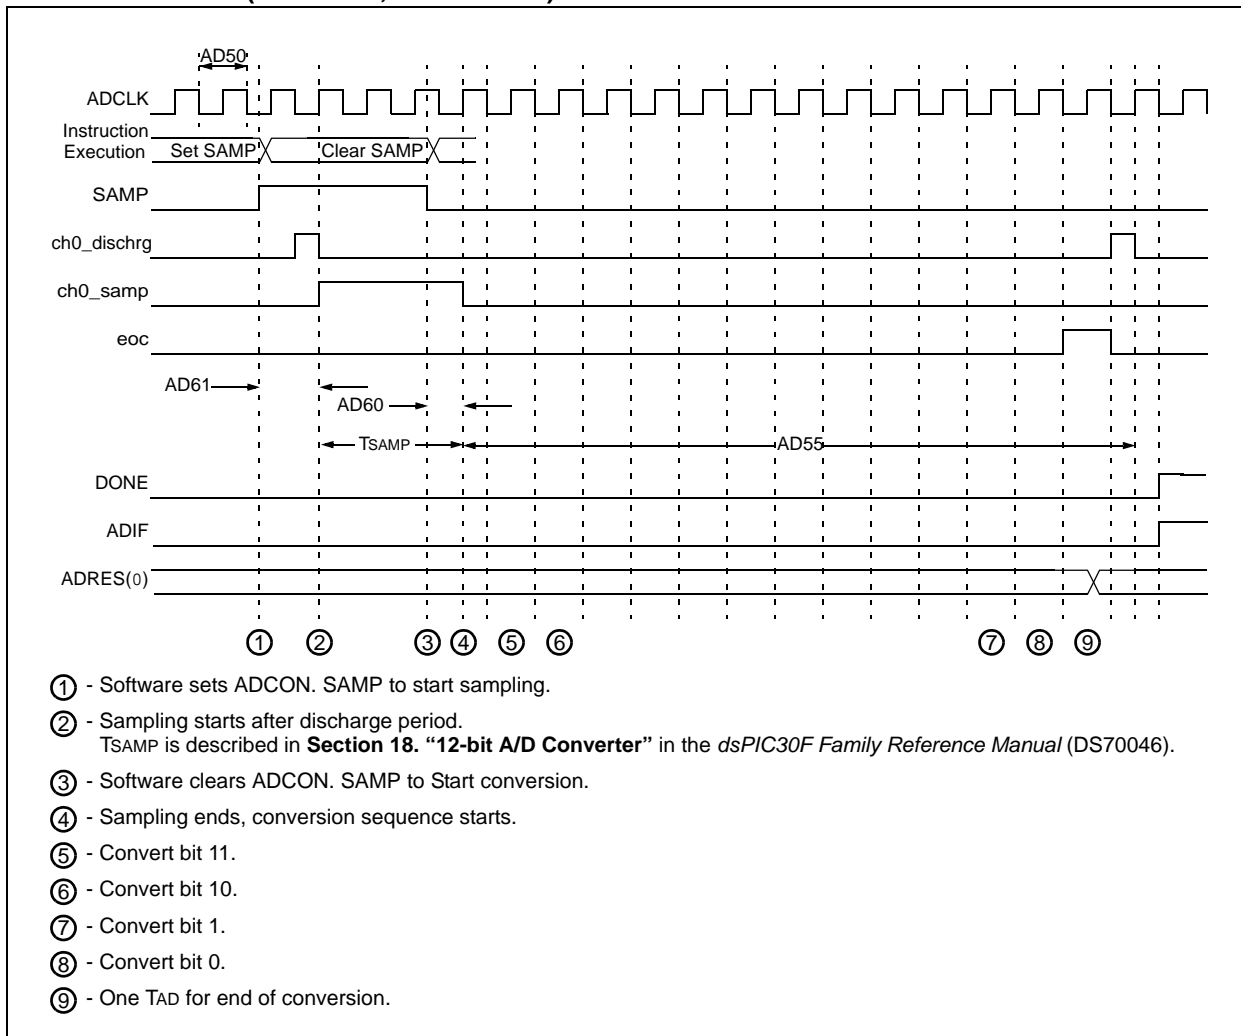 AD50
ADCLK
Instruction
Execution Set SAMP Clear SAMP
SAMP
ch0_dischrg
ch0_samp
eoc
AD61
AD60
TSAMP AD55
DONE
ADIF
ADRES(0)
1 2 3 4 5 6 7 8 9
1 - Software sets ADCON. SAMP to start sampling.
2 - Sampling starts after discharge period.
TSAMP is described in Section 18. “12-bit A/D Converter” in the dsPIC30F Family Reference Manual (DS70046).
3 - Software clears ADCON. SAMP to Start conversion.
4 - Sampling ends, conversion sequence starts.
5 - Convert bit 11.
6 - Convert bit 10.
7 - Convert bit 1.
8 - Convert bit 0.
9 - One TAD for end of conversion.